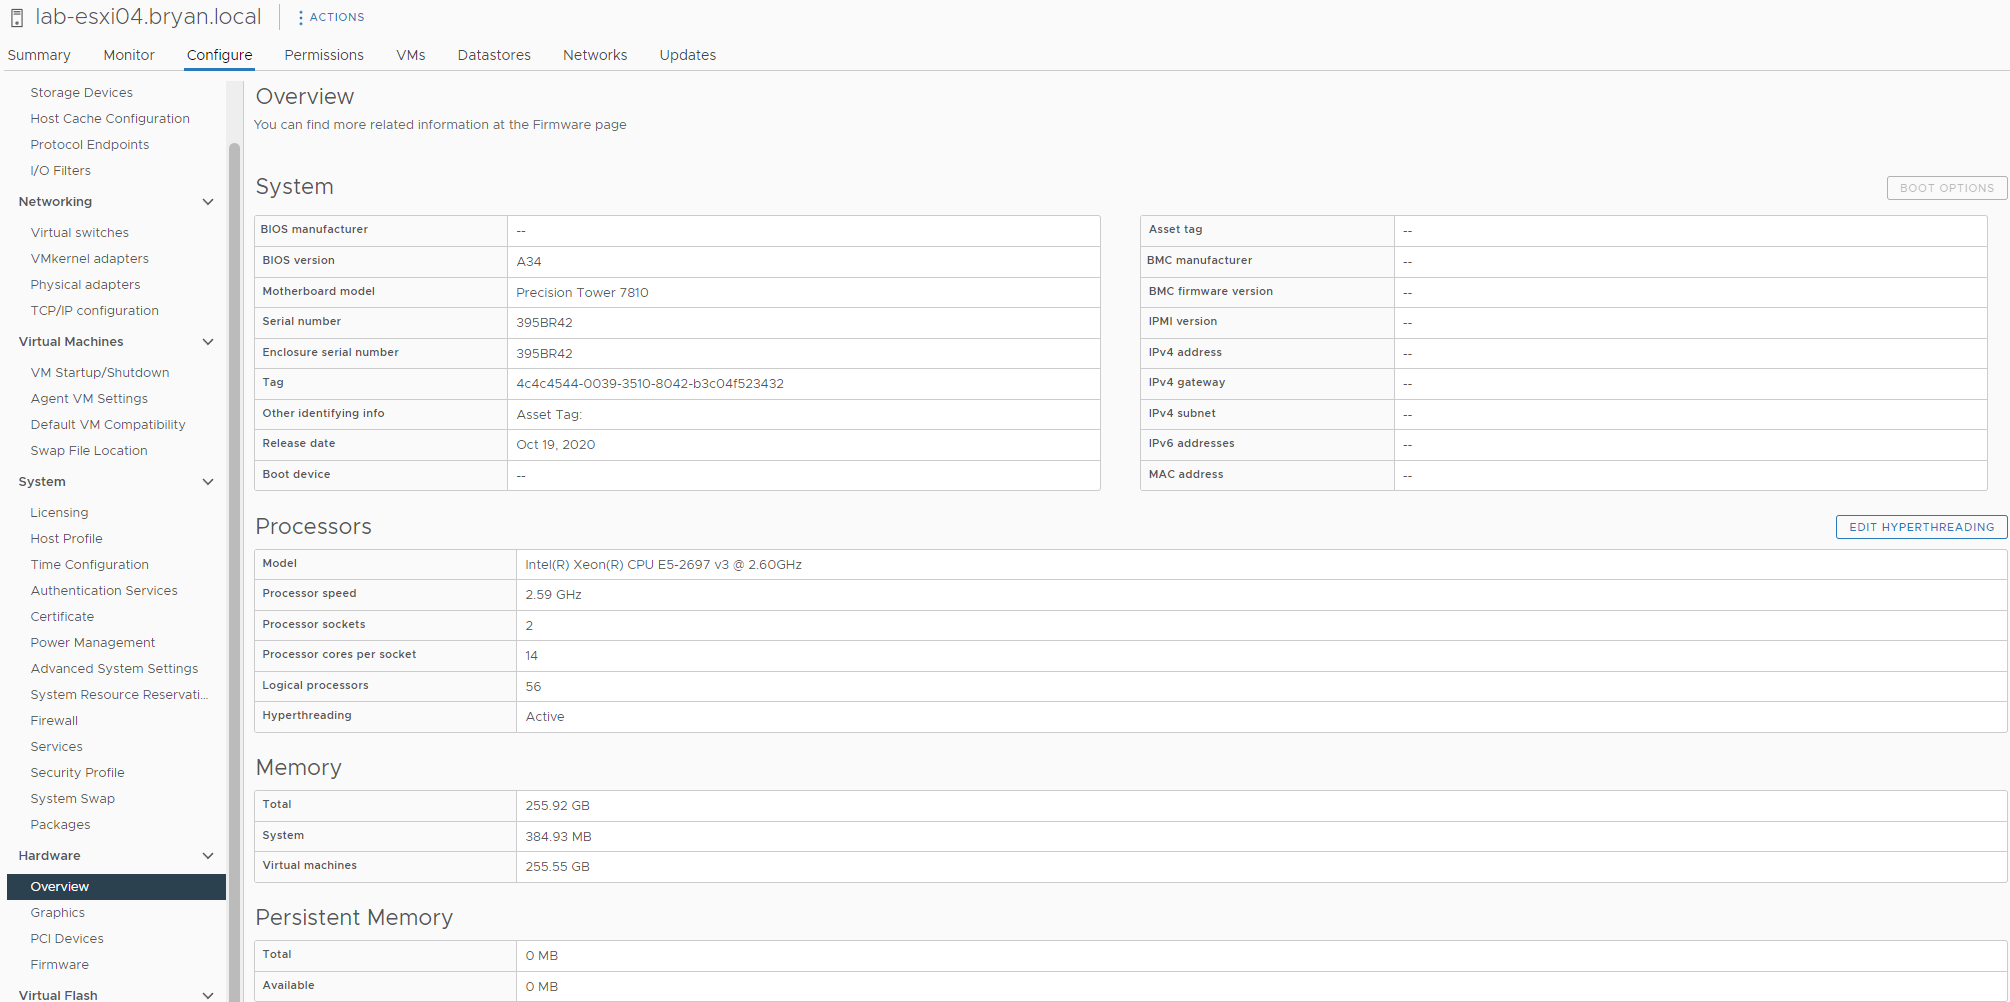 lab-esxi04.bryan.local
ACTIONS
Summary Monitor Configure Permissions VMs Datastores Networks Updates
Storage Devices
Host Cache Configuration
Protocol Endpoints
I/O Filters
Networking
Virtual switches
VMkernel adapters
Physical adapters
TCP/IP configuration
Virtual Machines
VM Startup/Shutdown
Agent VM Settings
Default VM Compatibility
Swap File Location
System
Licensing
Host Profile
Time Configuration
Authentication Services
Certificate
Power Management
Advanced System Settings
System Resource Reservati...
Firewall
Services
Security Profile
System Swap
Packages
Hardware
Overview
Graphics
PCI Devices
Firmware
Virtual Flash
Overview
You can find more related information at the Firmware page
System
BOOT OPTIONS
BIOS manufacturer --
BIOS version A34
Motherboard model Precision Tower 7810
Serial number 395BR42
Enclosure serial number 395BR42
Tag 4c4c4544-0039-3510-8042-b3c04f523432
Other identifying info Asset Tag:
Release date Oct 19, 2020
Boot device --
Asset tag --
BMC manufacturer --
BMC firmware version --
IPMI version --
IPv4 address --
IPv4 gateway --
IPv4 subnet --
IPv6 addresses --
MAC address --
Processors
EDIT HYPERTHREADING
Model Intel(R) Xeon(R) CPU E5-2697 v3 @ 2.60GHz
Processor speed 2.59 GHz
Processor sockets 2
Processor cores per socket 14
Logical processors 56
Hyperthreading Active
Memory
Total 255.92 GB
System 384.93 MB
Virtual machines 255.55 GB
Persistent Memory
Total 0 MB
Available 0 MB